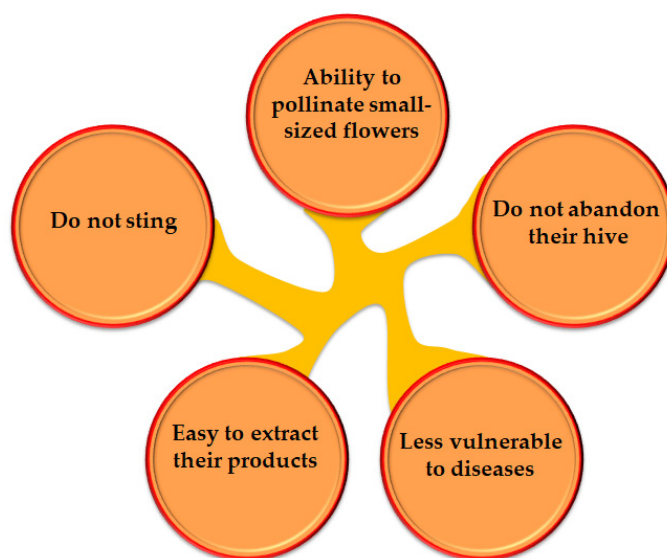 Ability to
pollinate small-
sized flowers
Do not sting
Do not abandon
their hive
Easy to extract
their products
Less vulnerable
to diseases